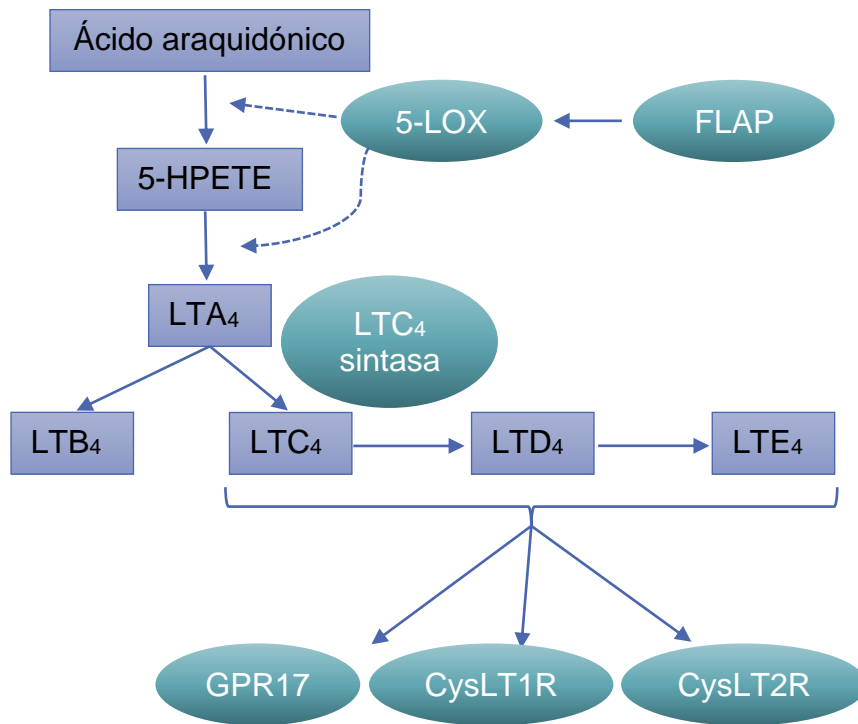 Ácido araquidónico
5-LOX
FLAP
5-HPETE
LTA₄
LTC₄
sintasa
LTB₄
LTC₄
LTD₄
LTE₄
GPR17
CysLT1R
CysLT2R